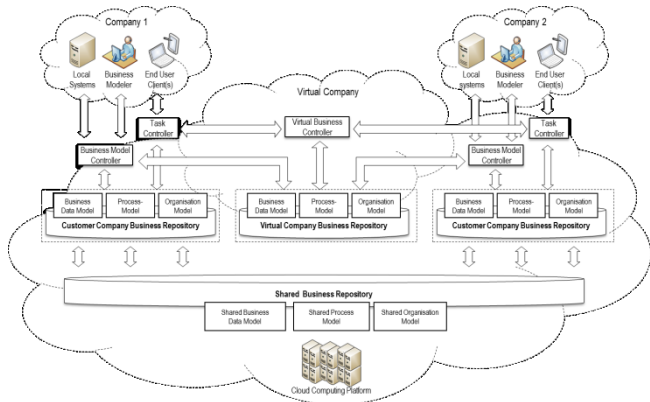 Company 1
Company 2
Local
Systems
Business
Modeler
End User
Client(s)
Local
systems
Business
Modeler
End User
Client(s)
Virtual Company
Task
Controller
Virtual Business
Controller
Task
Controller
Business Model
Controller
Business Model
Controller
Business
Data Model
Process-
Model
Organisation
Model
Customer Company Business Repository
Business
Data Model
Process-
Model
Organisation
Model
Virtual Company Business Repository
Business
Data Model
Process-
Model
Organisation
Model
Customer Company Business Repository
Shared Business Repository
Shared Business
Data Model
Shared Process
Model
Shared Organisation
Model
Cloud Computing Platform